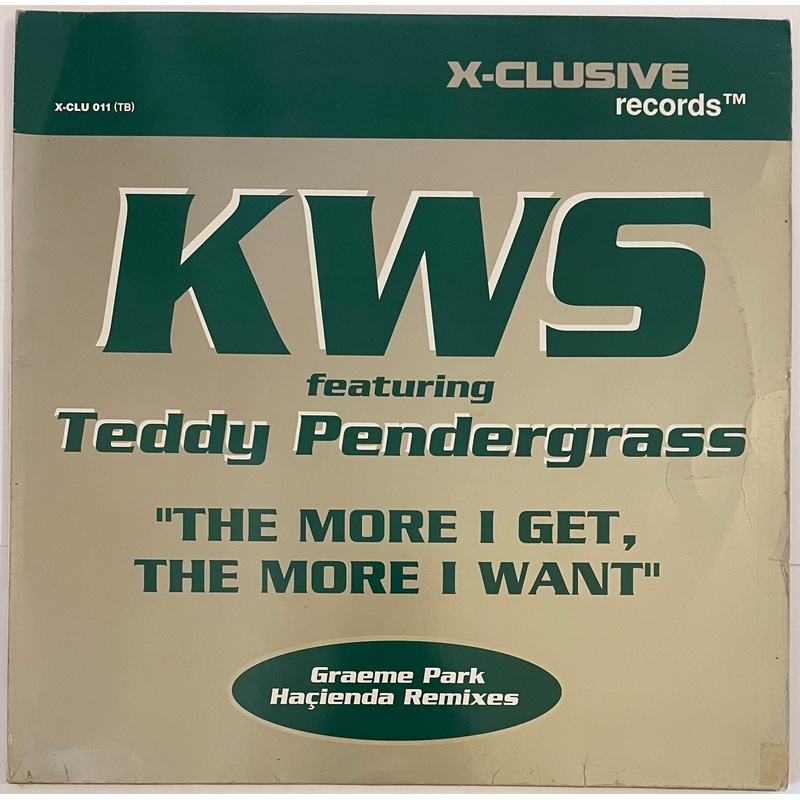 X-CLUSIVE
records™
X-CLU 011 (TB)
KWS
featuring
Teddy Pendergrass
"THE MORE I GET,
THE MORE I WANT"
Graeme Park
Haçienda Remixes